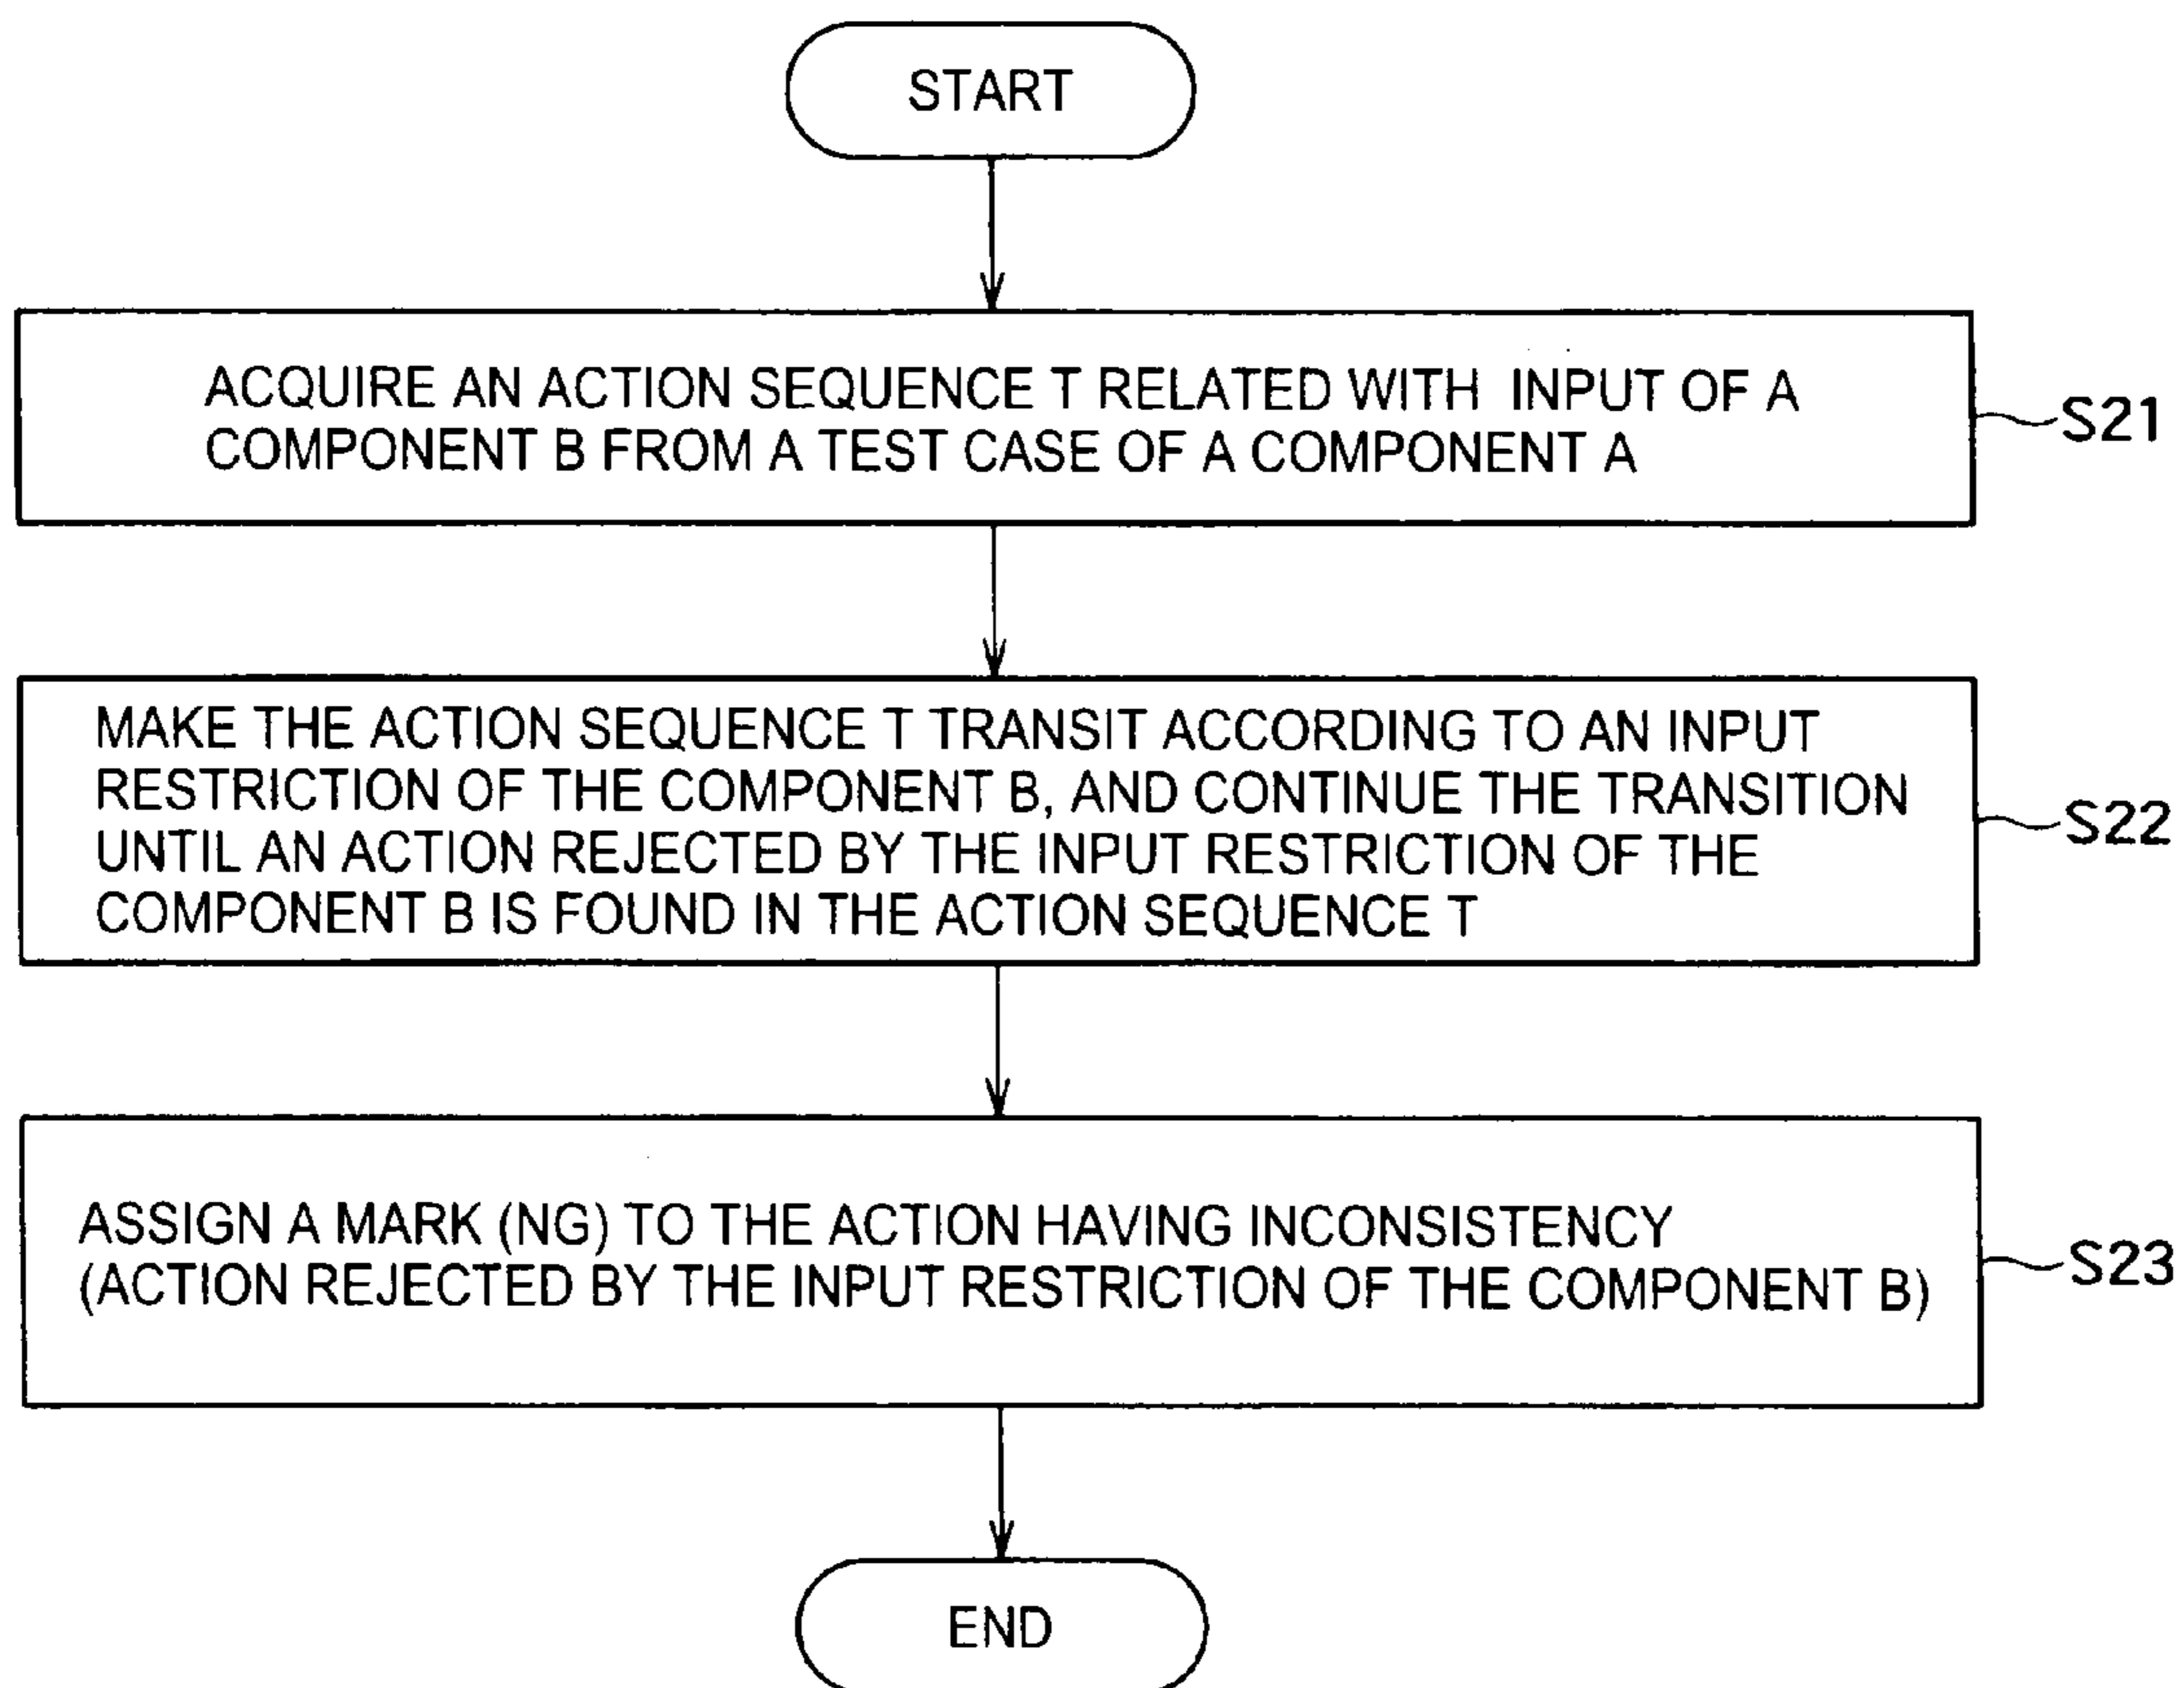 START
ACQUIRE AN ACTION SEQUENCE T RELATED WITH INPUT OF A
COMPONENT B FROM A TEST CASE OF A COMPONENT A
S21
MAKE THE ACTION SEQUENCE T TRANSIT ACCORDING TO AN INPUT
RESTRICTION OF THE COMPONENT B, AND CONTINUE THE TRANSITION
UNTIL AN ACTION REJECTED BY THE INPUT RESTRICTION OF THE
COMPONENT B IS FOUND IN THE ACTION SEQUENCE T
S22
ASSIGN A MARK (NG) TO THE ACTION HAVING INCONSISTENCY
(ACTION REJECTED BY THE INPUT RESTRICTION OF THE COMPONENT B)
S23
END